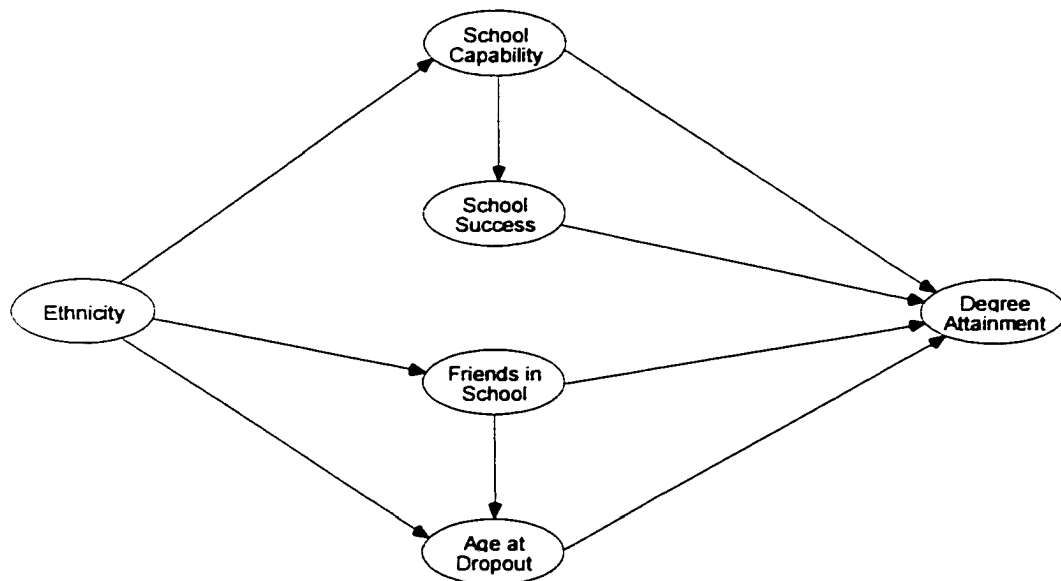 School
Capability
School
Success
Ethnicity
Degree
Attainment
Friends in
School
Age at
Dropout